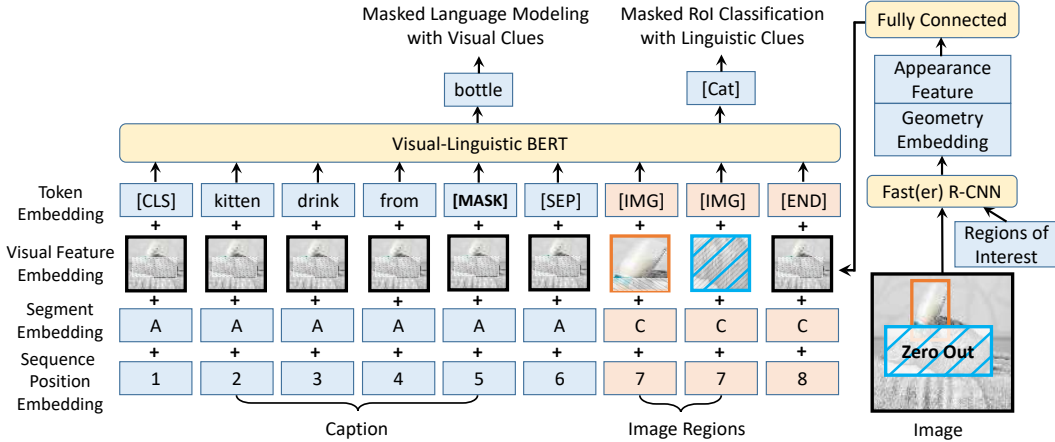 Masked Language Modeling
with Visual Clues
Masked RoI Classification
with Linguistic Clues
Fully Connected
bottle
[Cat]
Appearance
Feature
Geometry
Embedding
Visual-Linguistic BERT
Fast(er) R-CNN
Regions of
Interest
Token
Embedding
[CLS] kitten drink from [MASK] [SEP] [IMG] [IMG] [END]
+ + + + + + + + +
Visual Feature
Embedding
+ + + + + + + + +
Segment
Embedding
A A A A A A C C C
+ + + + + + + + +
Sequence
Position
Embedding
1 2 3 4 5 6 7 7 8
Zero Out
Caption
Image Regions
Image